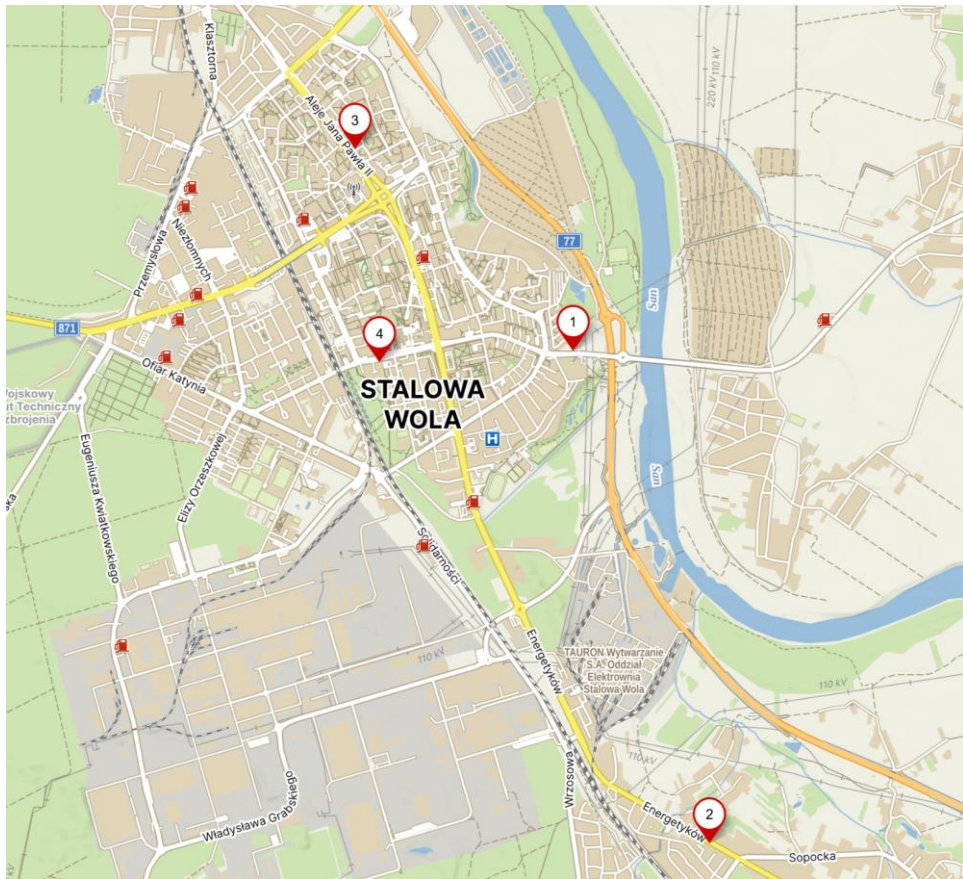 Klasztorna
Aleje Jana Pawła II
3
220 kV
110 kV
Przemysłowa
Niezłomnych
77
San
871
4
1
Ofiar Katynia
STALOWA
WOLA
Wojskowy
ut Techniczny
zbrojenia
H
Elizy Orzeszkowej
Eugeniusza Kwiatkowskiego
ska
San
Solidarności
Energetyków
110 kV
TAURON Wytwarzanie
S.A. Oddział
Elektrownia
Stalowa Wola
110 kV
110 kV
Wrzosowa
Władysława Grabskiego
Energetyków
2
Sopocka